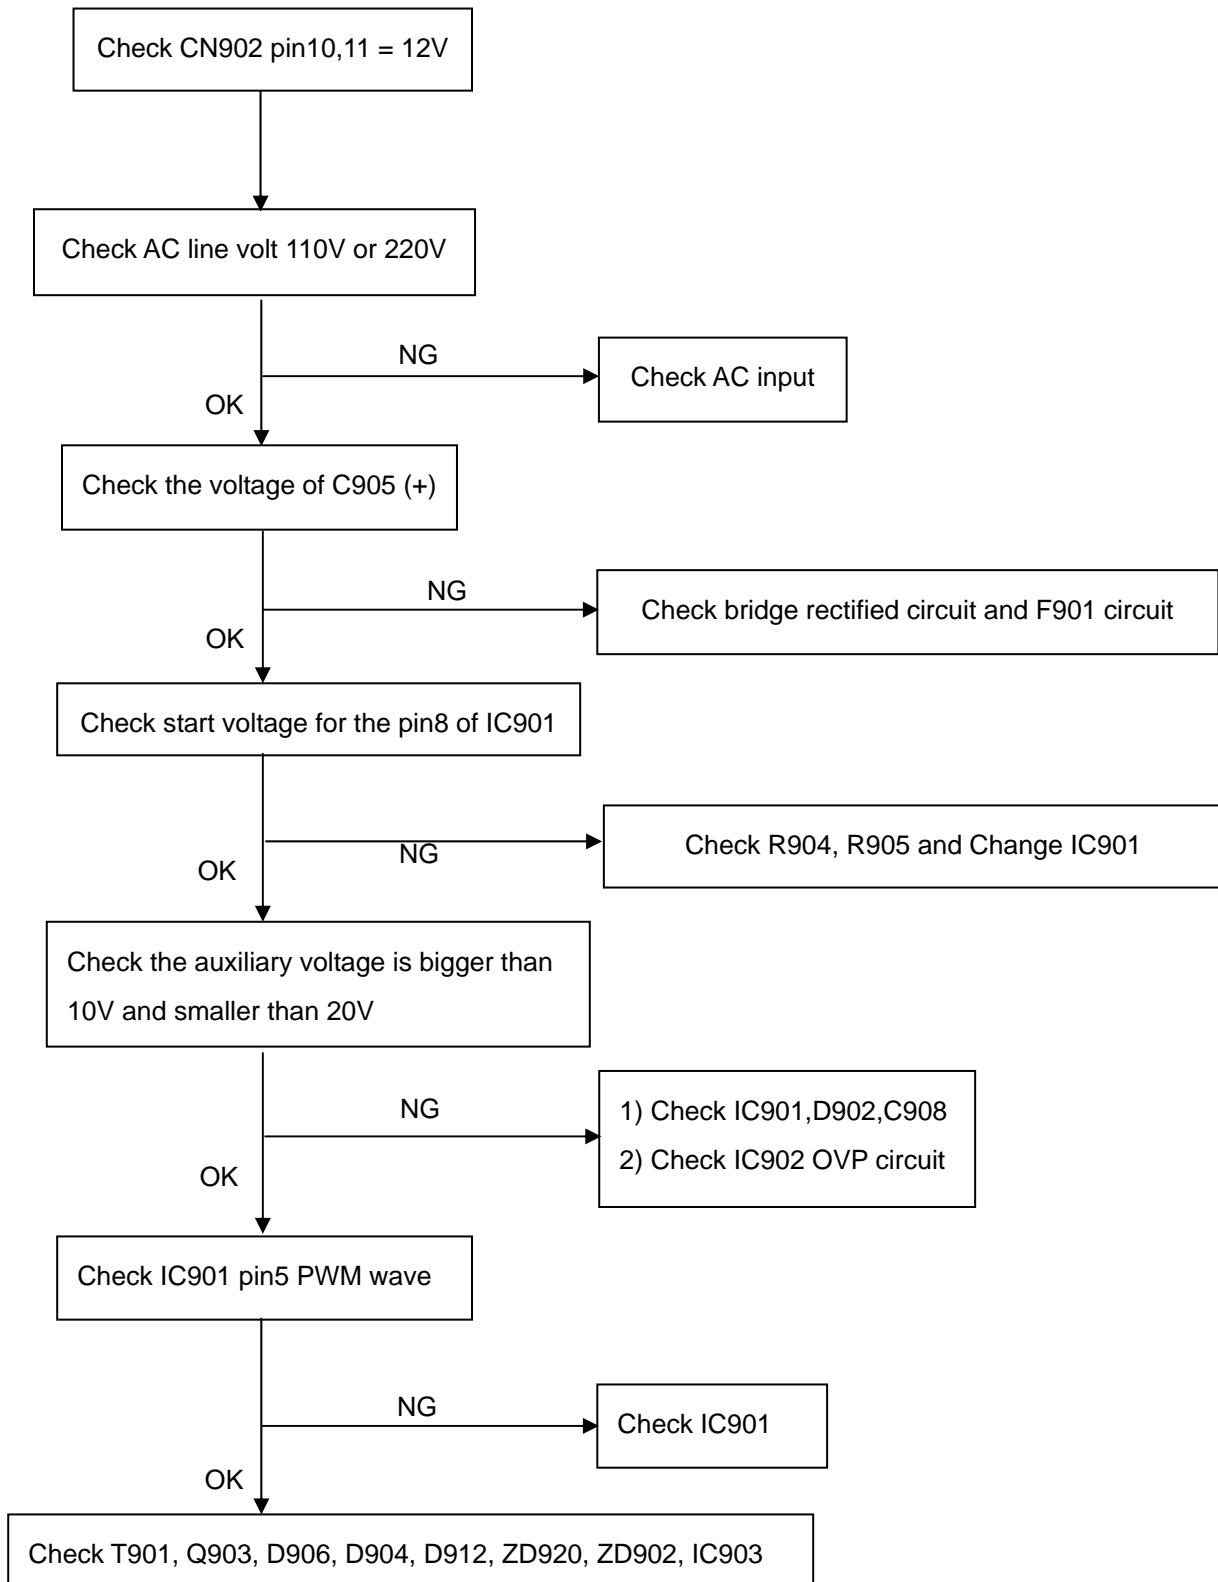 Check CN902 pin10,11 = 12V
Check AC line volt 110V or 220V
NG
Check AC input
OK
Check the voltage of C905 (+)
NG
Check bridge rectified circuit and F901 circuit
OK
Check start voltage for the pin8 of IC901
NG
Check R904, R905 and Change IC901
OK
Check the auxiliary voltage is bigger than
10V and smaller than 20V
NG
1) Check IC901,D902,C908
2) Check IC902 OVP circuit
OK
Check IC901 pin5 PWM wave
NG
Check IC901
OK
Check T901, Q903, D906, D904, D912, ZD920, ZD902, IC903